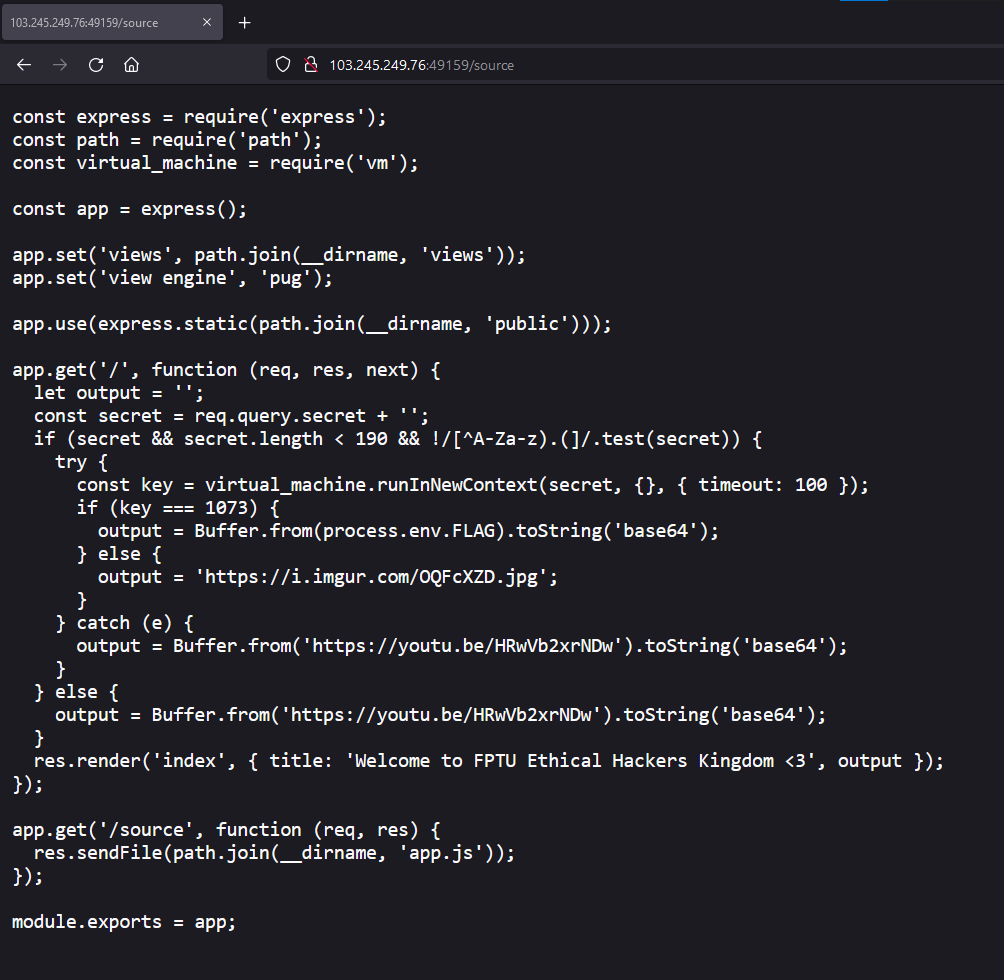 103.245.249.76:49159/source
103.245.249.76:49159/source
const express = require('express');
const path = require('path');
const virtual_machine = require('vm');
const app = express();
app.set('views', path.join(__dirname, 'views'));
app.set('view engine', 'pug');
app.use(express.static(path.join(__dirname, 'public')));
app.get('/', function (req, res, next) {
  let output = '';
  const secret = req.query.secret + '';
  if (secret && secret.length < 190 && !/[^A-Za-z).(]/.test(secret)) {
    try {
      const key = virtual_machine.runInNewContext(secret, {}, { timeout: 100 });
      if (key === 1073) {
        output = Buffer.from(process.env.FLAG).toString('base64');
      } else {
        output = 'https://i.imgur.com/OQFcXZD.jpg';
      }
    } catch (e) {
      output = Buffer.from('https://youtu.be/HRwVb2xrNDw').toString('base64');
    }
  } else {
    output = Buffer.from('https://youtu.be/HRwVb2xrNDw').toString('base64');
  }
  res.render('index', { title: 'Welcome to FPTU Ethical Hackers Kingdom <3', output });
});
app.get('/source', function (req, res) {
  res.sendFile(path.join(__dirname, 'app.js'));
});
module.exports = app;